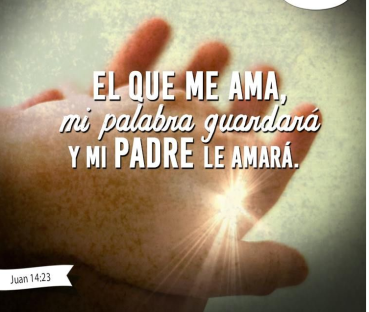 EL QUE ME AMA,
mi palabra guardará
Y MI PADRE LE AMARÁ.
Juan 14:23